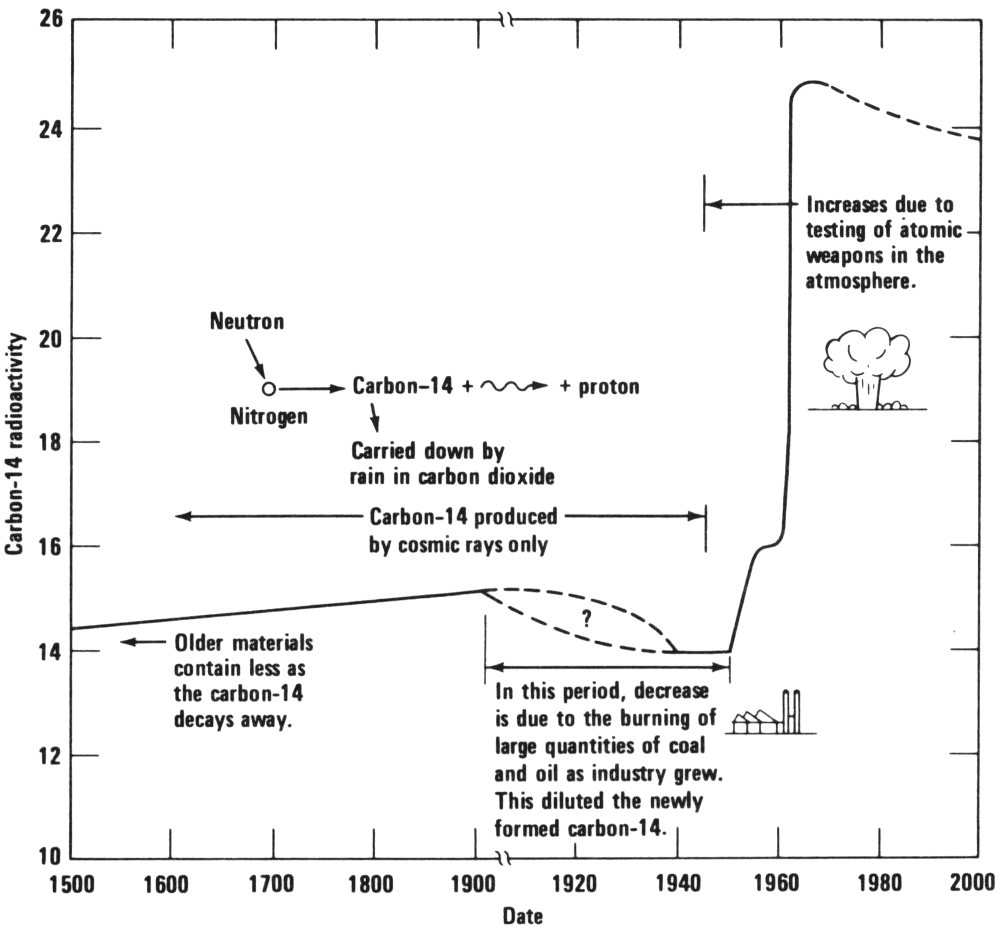 26
24
22
20
18
16
14
12
10
Carbon–14 radioactivity
Increases due to
testing of atomic
weapons in the
atmosphere.
Neutron
Nitrogen
Carbon–14 + + proton
Carried down by
rain in carbon dioxide
Carbon–14 produced
by cosmic rays only
?
Older materials
contain less as
the carbon-14
decays away.
In this period, decrease
is due to the burning of
large quantities of coal
and oil as industry grew.
This diluted the newly
formed carbon-14.
1500 1600 1700 1800 1900 1920 1940 1960 1980 2000
Date